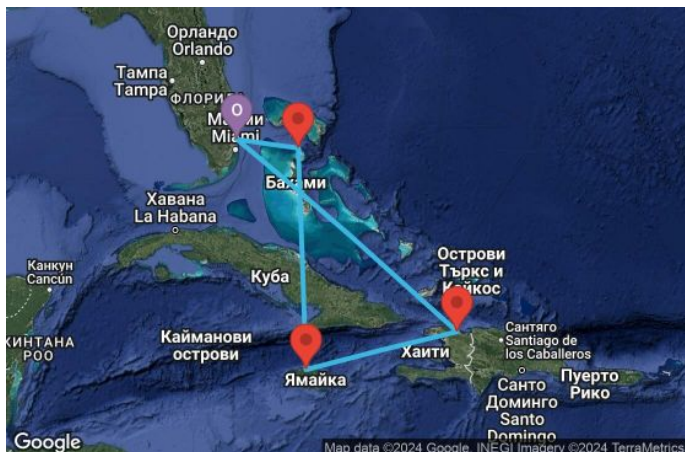 Орландо
Orlando
Тампа
Tampa
ФЛОРИДА
O
Маями
Miami
Бахами
Хавана
La Habana
Канкун
Cancún
КИНТАНА
РОО
Куба
Острови
Търкс и
Кайкос
Кайманови
острови
Ямайка
Хаити
Сантяго
Santiago de
los Caballeros
Санто
Доминго
Santo
Domingo
Пуерто
Рико
Google
Map data ©2024 Google, INEGI Imagery ©2024 TerraMetrics